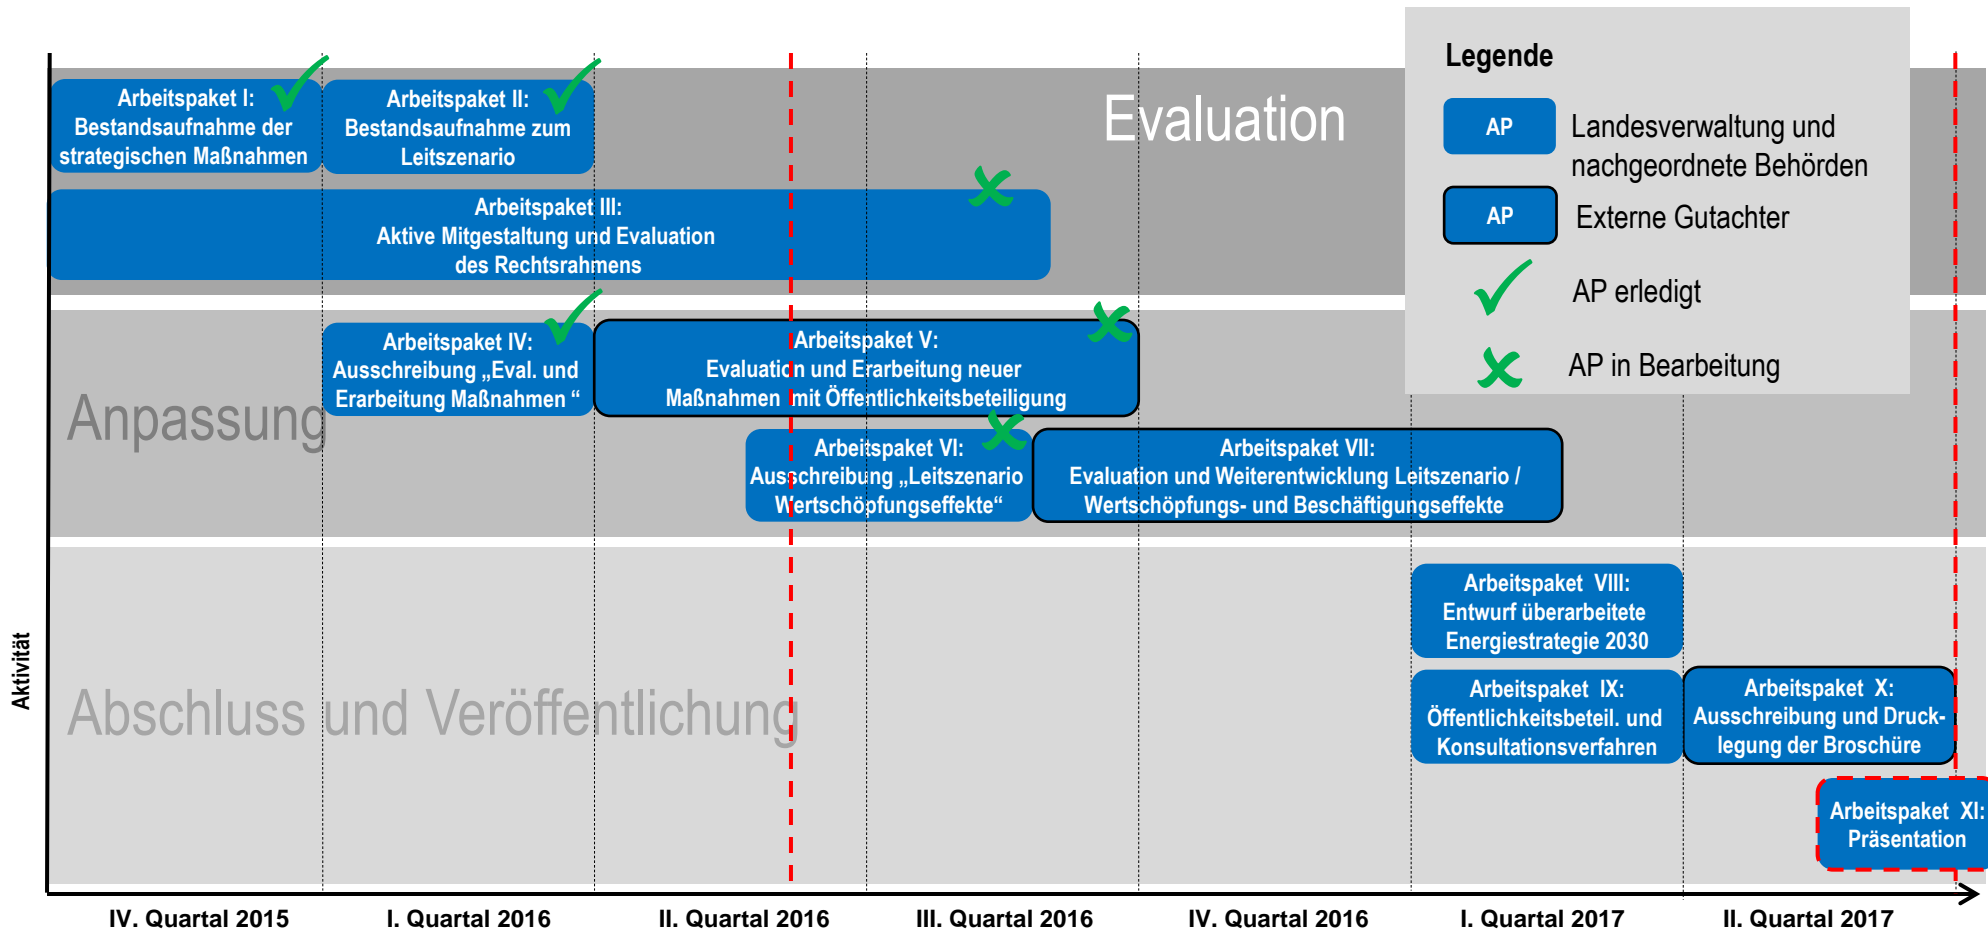 Legende
AP
Landesverwaltung und
nachgeordnete Behörden
AP
Externe Gutachter
AP erledigt
AP in Bearbeitung
Evaluation
Arbeitspaket I:
Bestandsaufnahme der
strategischen Maßnahmen
Arbeitspaket II:
Bestandsaufnahme zum
Leitszenario
Arbeitspaket III:
Aktive Mitgestaltung und Evaluation
des Rechtsrahmens
Anpassung
Arbeitspaket IV:
Ausschreibung „Eval. und
Erarbeitung Maßnahmen “
Arbeitspaket V:
Evaluation und Erarbeitung neuer
Maßnahmen mit Öffentlichkeitsbeteiligung
Arbeitspaket VI:
Ausschreibung „Leitszenario
Wertschöpfungseffekte“
Arbeitspaket VII:
Evaluation und Weiterentwicklung Leitszenario /
Wertschöpfungs- und Beschäftigungseffekte
Abschluss und Veröffentlichung
Arbeitspaket VIII:
Entwurf überarbeitete
Energiestrategie 2030
Arbeitspaket IX:
Öffentlichkeitsbeteil. und
Konsultationsverfahren
Arbeitspaket X:
Ausschreibung und Druck-
legung der Broschüre
Arbeitspaket XI:
Präsentation
Aktivität
IV. Quartal 2015
I. Quartal 2016
II. Quartal 2016
III. Quartal 2016
IV. Quartal 2016
I. Quartal 2017
II. Quartal 2017